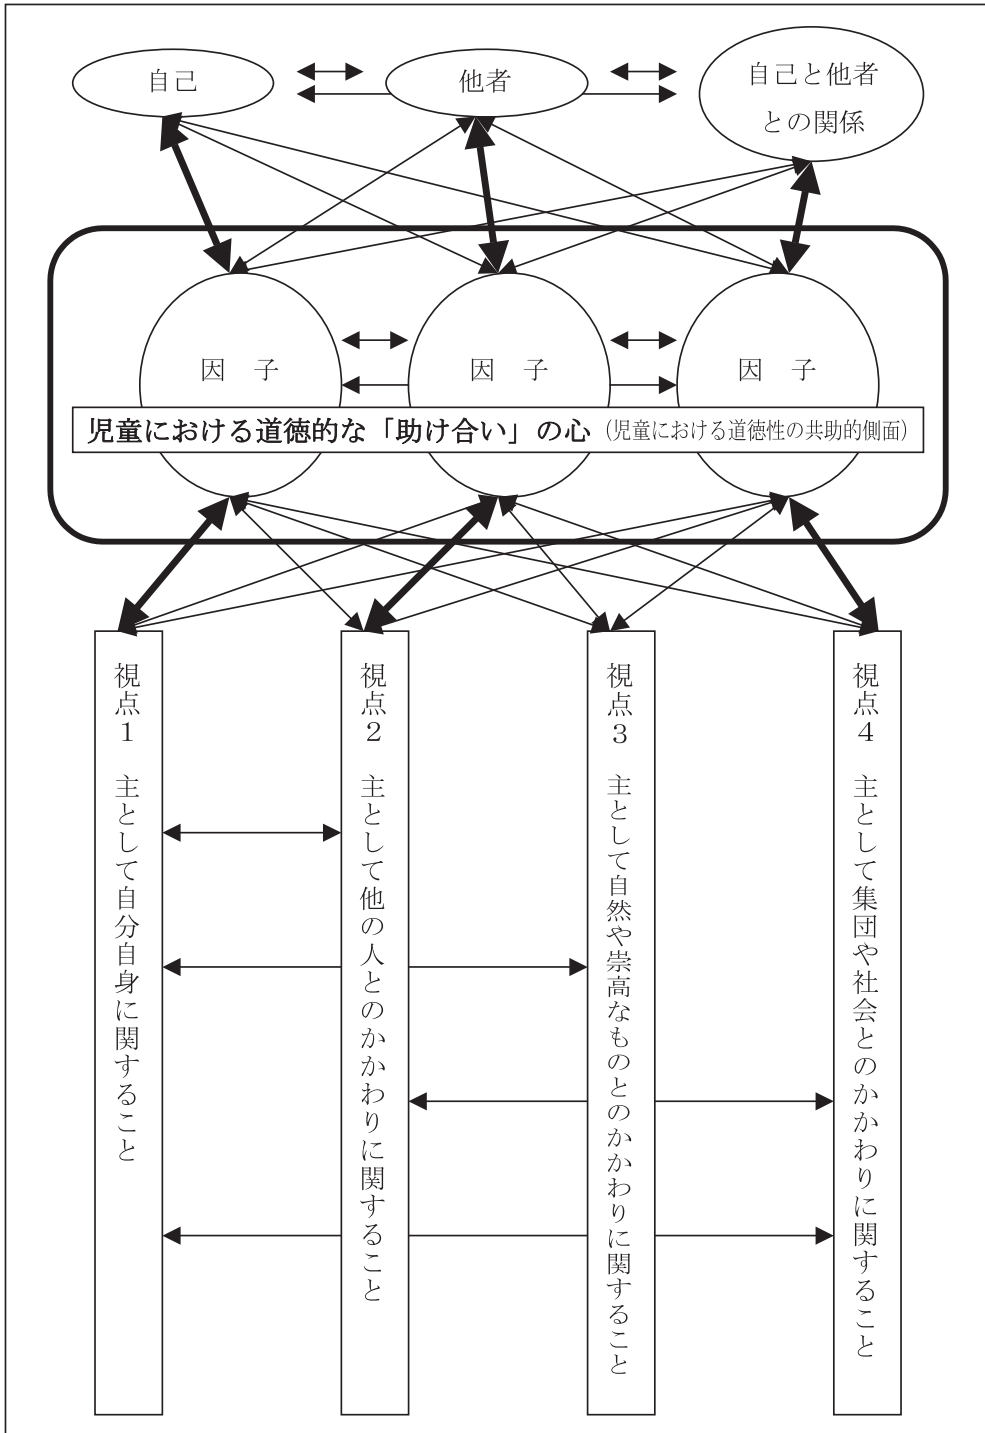 自己
他者
自己と他者
との関係
因　子
因　子
因　子
児童における道徳的な「助け合い」の心（児童における道徳性の共助的側面）
視点１　主として自分自身に関すること
視点２　主として他の人とのかかわりに関すること
視点３　主として自然や崇高なものとのかかわりに関すること
視点４　主として集団や社会とのかかわりに関すること